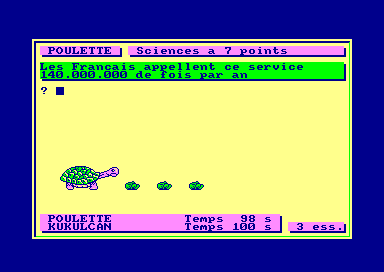 POULETTE Sciences a 7 points
Les Francais appellent ce service
140.000.000 de fois par an
?
POULETTE Temps 98 s
KUKULCAN Temps 100 s 3 ess.